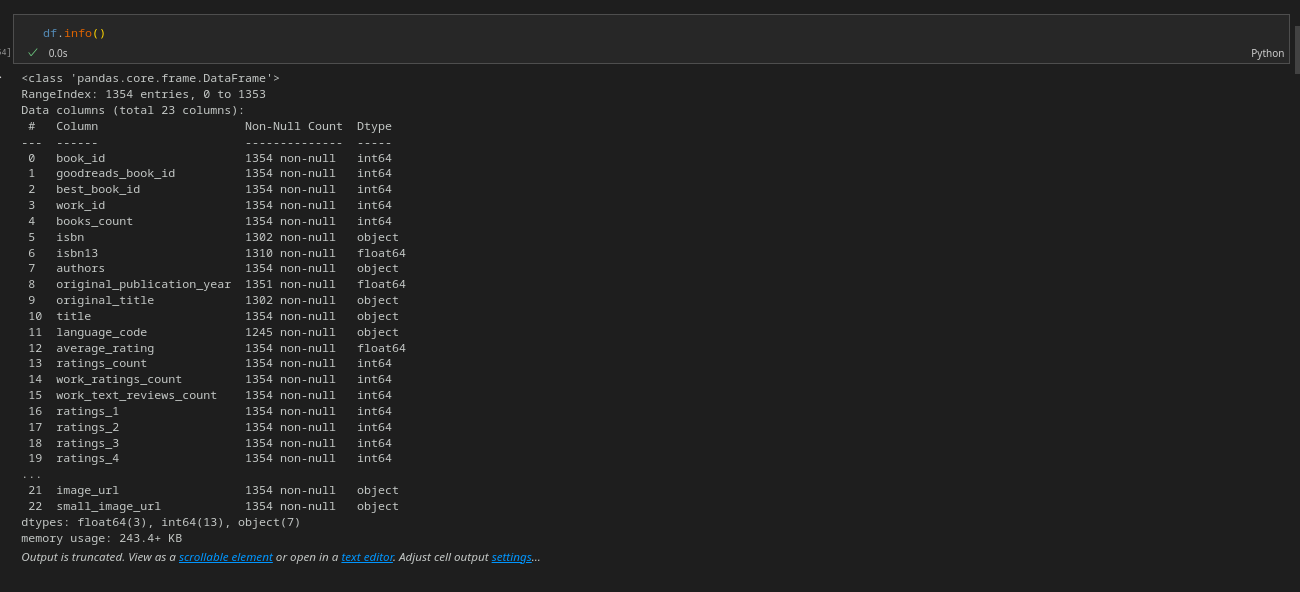 df.info()
54]
0.0s
Python
<class 'pandas.core.frame.DataFrame'>
RangeIndex: 1354 entries, 0 to 1353
Data columns (total 23 columns):
 #   Column                     Non-Null Count  Dtype
---  ------                     --------------  -----
 0   book_id                    1354 non-null   int64
 1   goodreads_book_id          1354 non-null   int64
 2   best_book_id               1354 non-null   int64
 3   work_id                    1354 non-null   int64
 4   books_count                1354 non-null   int64
 5   isbn                       1302 non-null   object
 6   isbn13                     1310 non-null   float64
 7   authors                    1354 non-null   object
 8   original_publication_year  1351 non-null   float64
 9   original_title             1302 non-null   object
 10  title                      1354 non-null   object
 11  language_code              1245 non-null   object
 12  average_rating             1354 non-null   float64
 13  ratings_count              1354 non-null   int64
 14  work_ratings_count         1354 non-null   int64
 15  work_text_reviews_count    1354 non-null   int64
 16  ratings_1                  1354 non-null   int64
 17  ratings_2                  1354 non-null   int64
 18  ratings_3                  1354 non-null   int64
 19  ratings_4                  1354 non-null   int64
...
 21  image_url                  1354 non-null   object
 22  small_image_url            1354 non-null   object
dtypes: float64(3), int64(13), object(7)
memory usage: 243.4+ KB
Output is truncated. View as a scrollable element or open in a text editor. Adjust cell output settings...